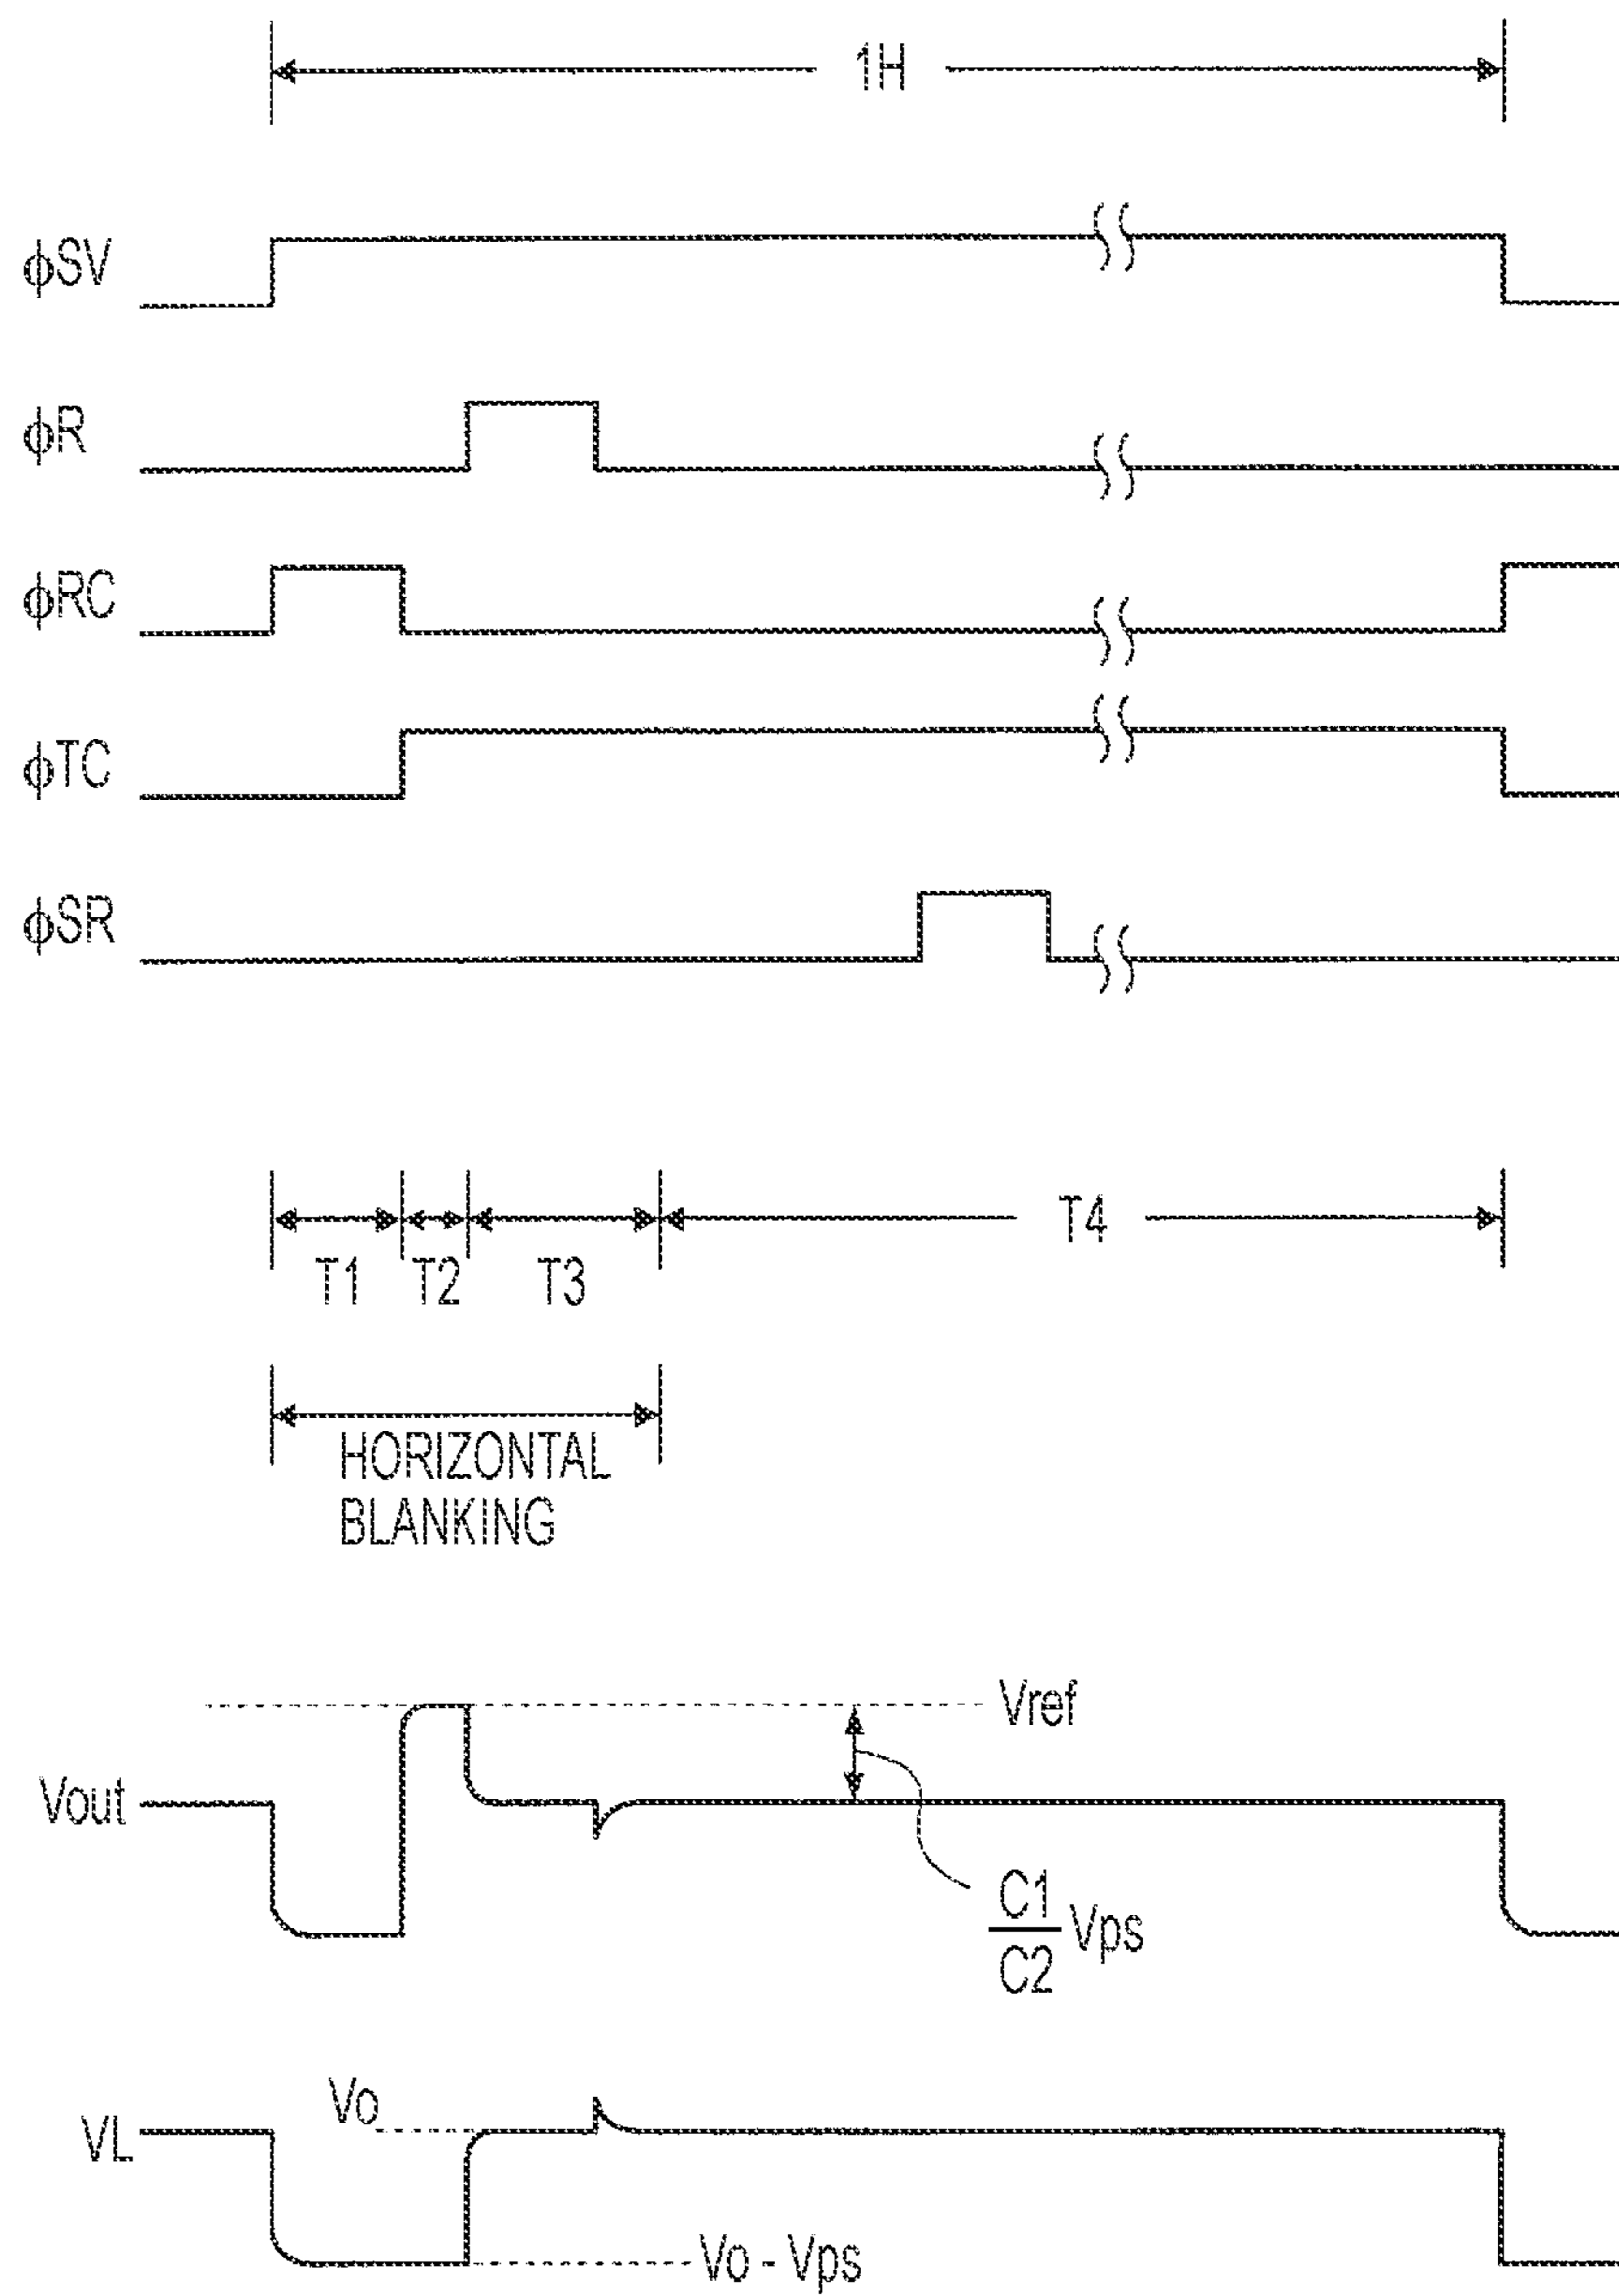 1H
ϕSV
ϕR
ϕRC
ϕTC
ϕSR
T4
T1 T2 T3
HORIZONTAL
BLANKING
Vref
Vout
C1
C2
Vps
Vo
VL
Vo - Vps